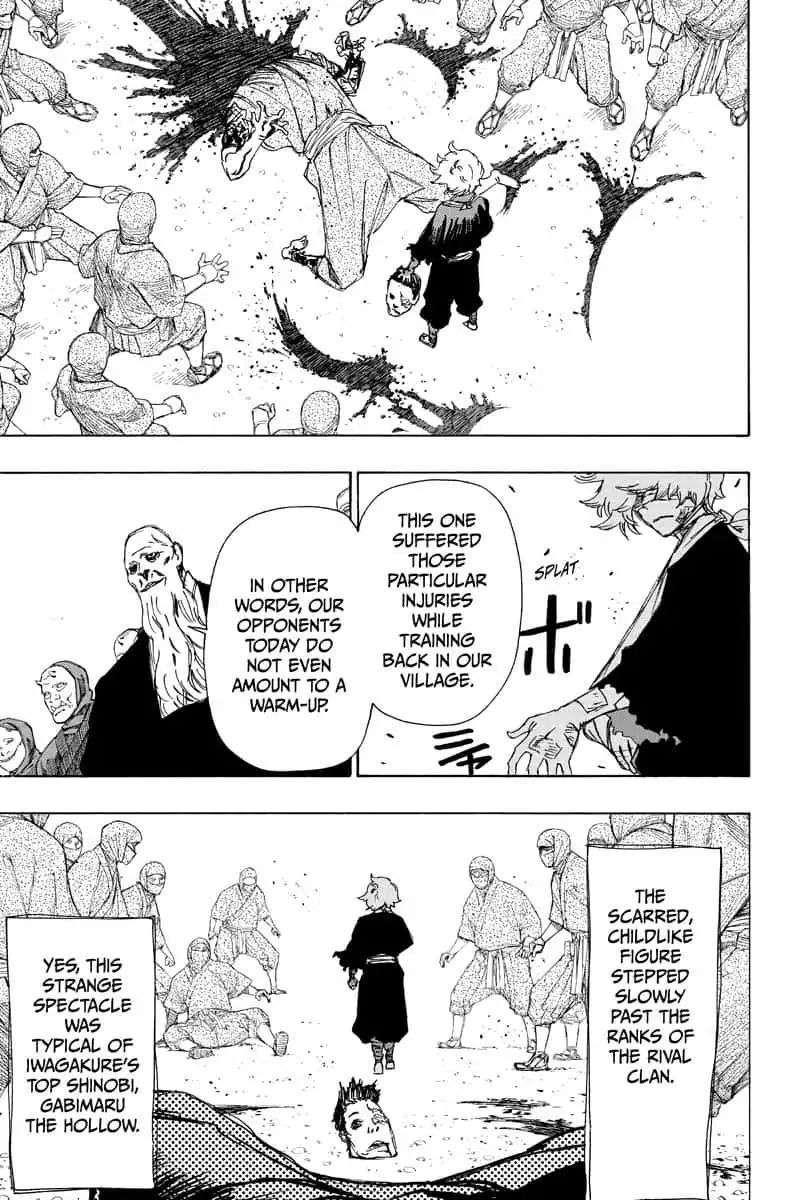 THIS ONE
SUFFERED
THOSE
PARTICULAR
INJURIES
WHILE
TRAINING
BACK IN OUR
VILLAGE.
SPLAT
ボ
IN OTHER
WORDS, OUR
OPPONENTS
TODAY DO
NOT EVEN
AMOUNT TO A
WARM-UP.
THE
SCARRED,
CHILDLIKE
FIGURE
STEPPED
SLOWLY
PAST THE
RANKS OF
THE RIVAL
CLAN.
YES, THIS
STRANGE
SPECTACLE
WAS
TYPICAL OF
IWAGAKURE'S
TOP SHINOBI,
GABIMARU
THE HOLLOW.